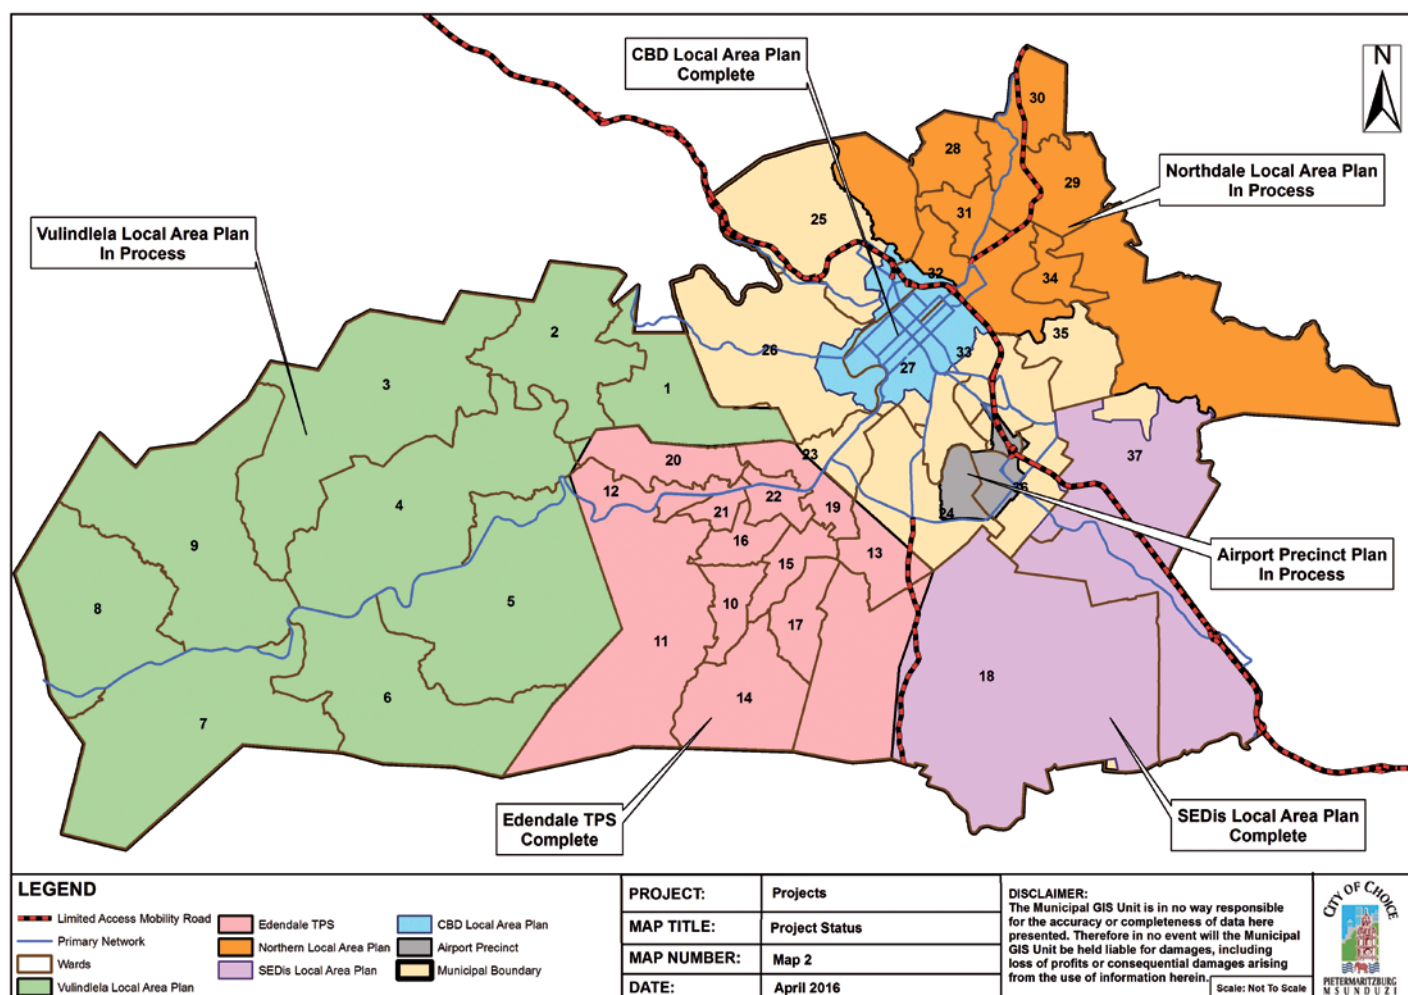 CBD Local Area Plan
Complete
N
Northdale Local Area Plan
In Process
Vulindlela Local Area Plan
In Process
Airport Precinct Plan
In Process
Edendale TPS
Complete
SEDis Local Area Plan
Complete
30
28
29
25
31
32
34
35
2
26
33
27
3
1
37
23
20
12
22
4
21
19
24
36
16
9
15
13
10
8
5
17
11
18
6
14
7
LEGEND
Limited Access Mobility Road
Primary Network
Wards
Vulindlela Local Area Plan
Edendale TPS
Northern Local Area Plan
SEDis Local Area Plan
CBD Local Area Plan
Airport Precinct
Municipal Boundary
PROJECT: Projects
MAP TITLE: Project Status
MAP NUMBER: Map 2
DATE: April 2016
DISCLAIMER:
The Municipal GIS Unit is in no way responsible
for the accuracy or completeness of data here
presented. Therefore in no event will the Municipal
GIS Unit be held liable for damages, including
loss of profits or consequential damages arising
from the use of information herein.
Scale: Not To Scale
CITY OF CHOICE
PIETERMARITZBURG
MSUNDUZI